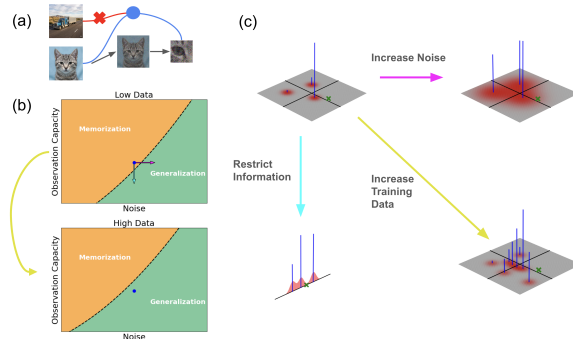 (a)
(b)
Low Data
Observation Capacity
Memorization
Generalization
Noise
High Data
Observation Capacity
Memorization
Generalization
Noise
(c)
Increase Noise
Restrict
Information
Increase
Training
Data